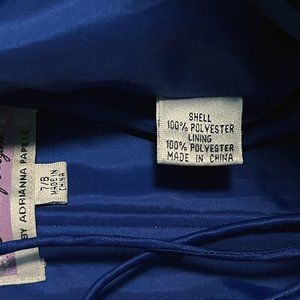 SHELL
100% POLYESTER
LINING
100% POLYESTER
MADE IN CHINA
BY ADRIANNA PAPELL
7/8
MADE IN
CHINA